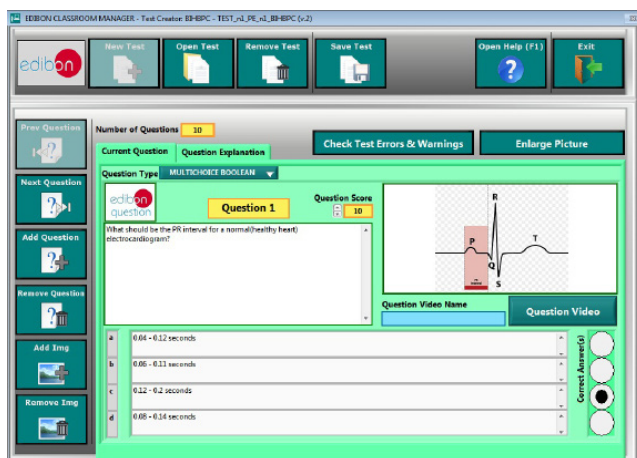 EDIBON CLASSROOM MANAGER - Test Creator: BIHBPC - TEST_n1_PE_n1_BIHBPC (v.2)
edibon
New Test
Open Test
Remove Test
Save Test
Open Help (F1)
Exit
Prev Question
Next Question
Add Question
Remove Question
Add Img
Remove Img
Number of Questions 10
Check Test Errors & Warnings
Enlarge Picture
Current Question
Question Explanation
Question Type MULTICHOICE BOOLEAN
edibon
question
Question 1
Question Score
10
What should be the PR interval for a normal(healthy heart)
electrocardiogram?
R
P
T
Q
S
Question Video Name
Question Video
a 0.04 - 0.12 seconds
b 0.06 - 0.11 seconds
c 0.12 - 0.2 seconds
d 0.08 - 0.14 seconds
Correct Answer(s)